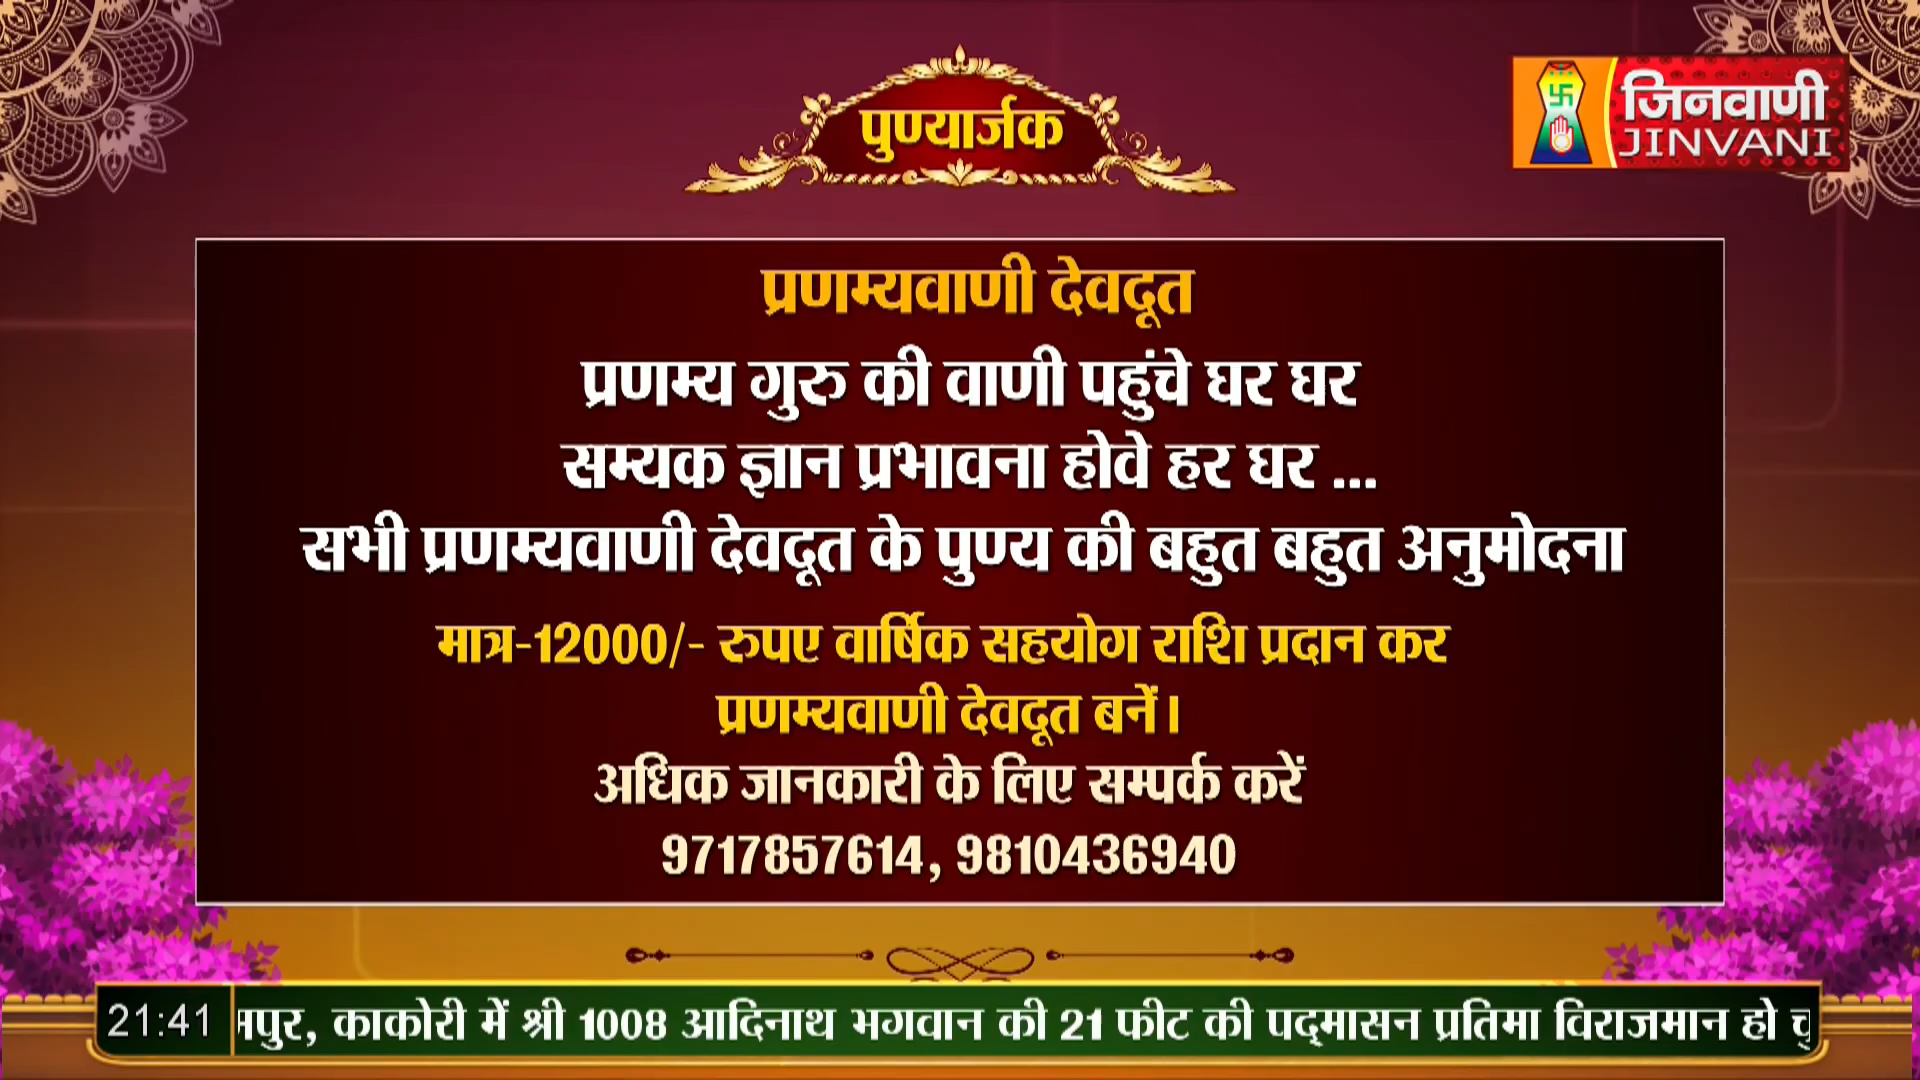 पुण्यार्जक
जिनवाणी
JINVANI
प्रणम्यवाणी देवदूत
प्रणम्य गुरु की वाणी पहुंचे घर घर
सम्यक ज्ञान प्रभावना होवे हर घर ...
सभी प्रणम्यवाणी देवदूत के पुण्य की बहुत बहुत अनुमोदना
मात्र-12000/- रुपए वार्षिक सहयोग राशि प्रदान कर
प्रणम्यवाणी देवदूत बनें।
अधिक जानकारी के लिए सम्पर्क करें
9717857614, 9810436940
21:41 काकोरी में श्री 1008 आदिनाथ भगवान की 21 फीट की पद्मासन प्रतिमा विराजमान हो